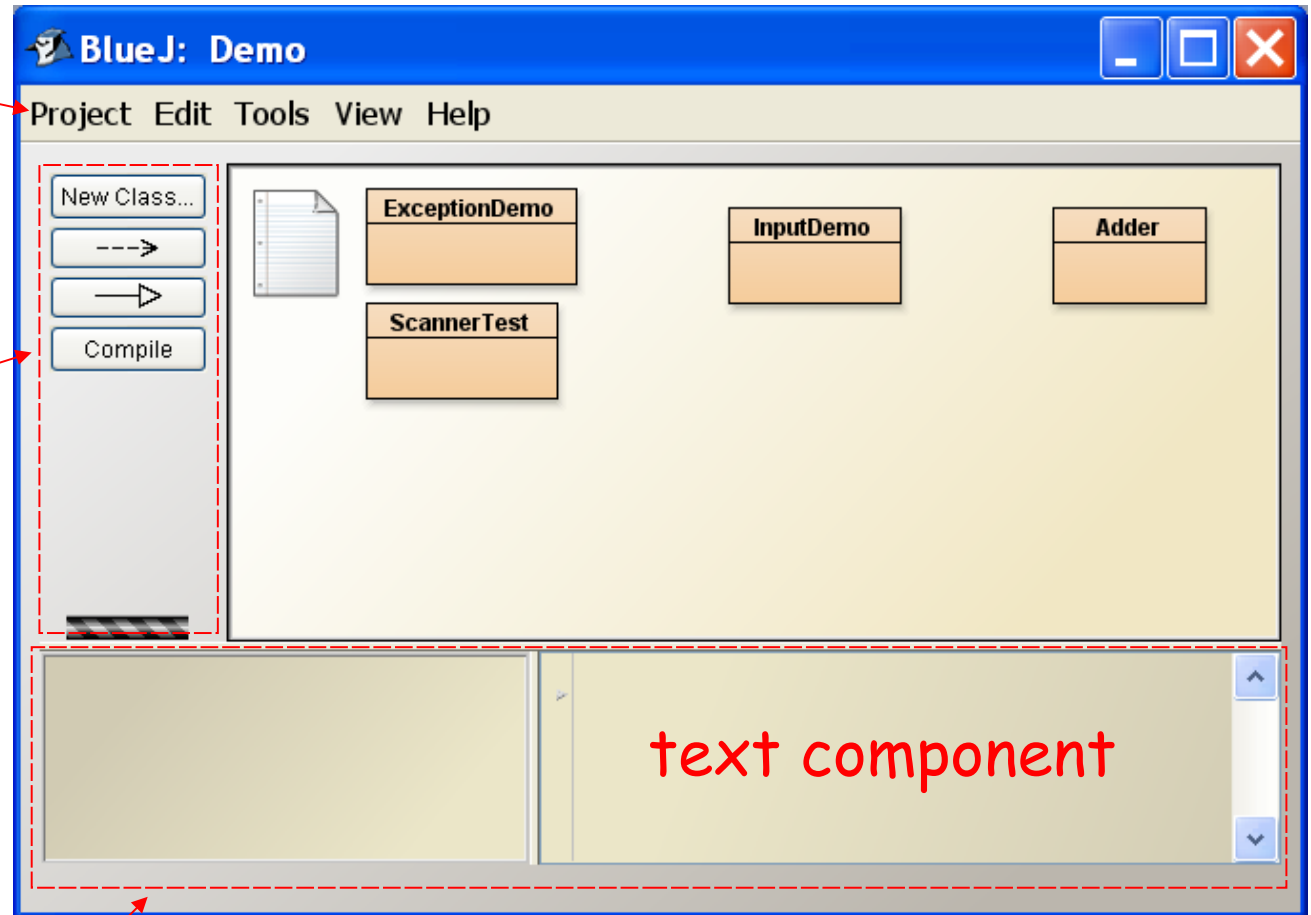 BlueJ: Demo
Project Edit Tools View Help
New Class...
Compile
ExceptionDemo
InputDemo
Adder
ScannerTest
text component